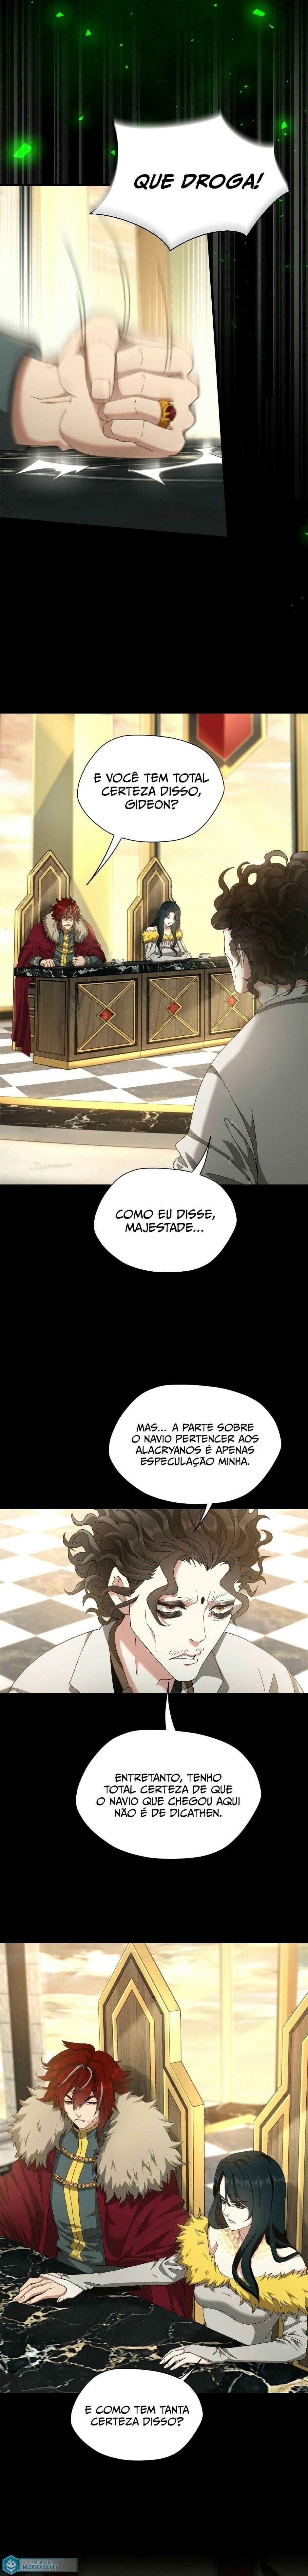 QUE DROGA!
E VOCÊ TEM TOTAL
CERTEZA DISSO,
GIDEON?
COMO EU DISSE,
MAJESTADE...
MAS... A PARTE SOBRE
O NAVIO PERTENCER AOS
ALACRYANOS É APENAS
ESPECULAÇÃO MINHA.
ENTRETANTO, TENHO
TOTAL CERTEZA DE QUE
O NAVIO QUE CHEGOU AQUI
NÃO É DE DICATHEN.
E COMO TEM TANTA
CERTEZA DISSO?